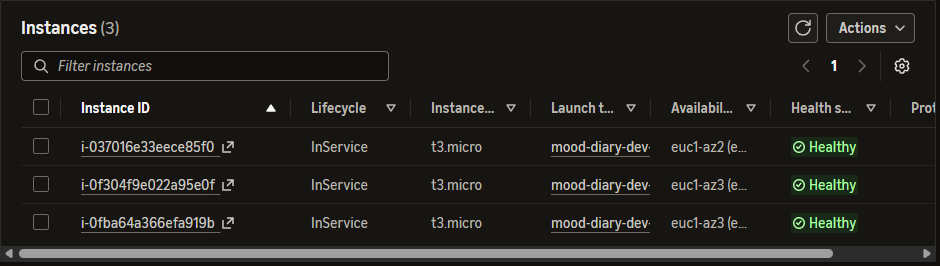 Instances (3)
Actions
Filter instances
1
Instance ID Lifecycle Instance... Launch t... Availabil... Health s... Prot
i-037016e33eece85f0 InService t3.micro mood-diary-dev- euc1-az2 (e... Healthy
i-0f304f9e022a95e0f InService t3.micro mood-diary-dev- euc1-az3 (e... Healthy
i-0fba64a366efa919b InService t3.micro mood-diary-dev- euc1-az3 (e... Healthy